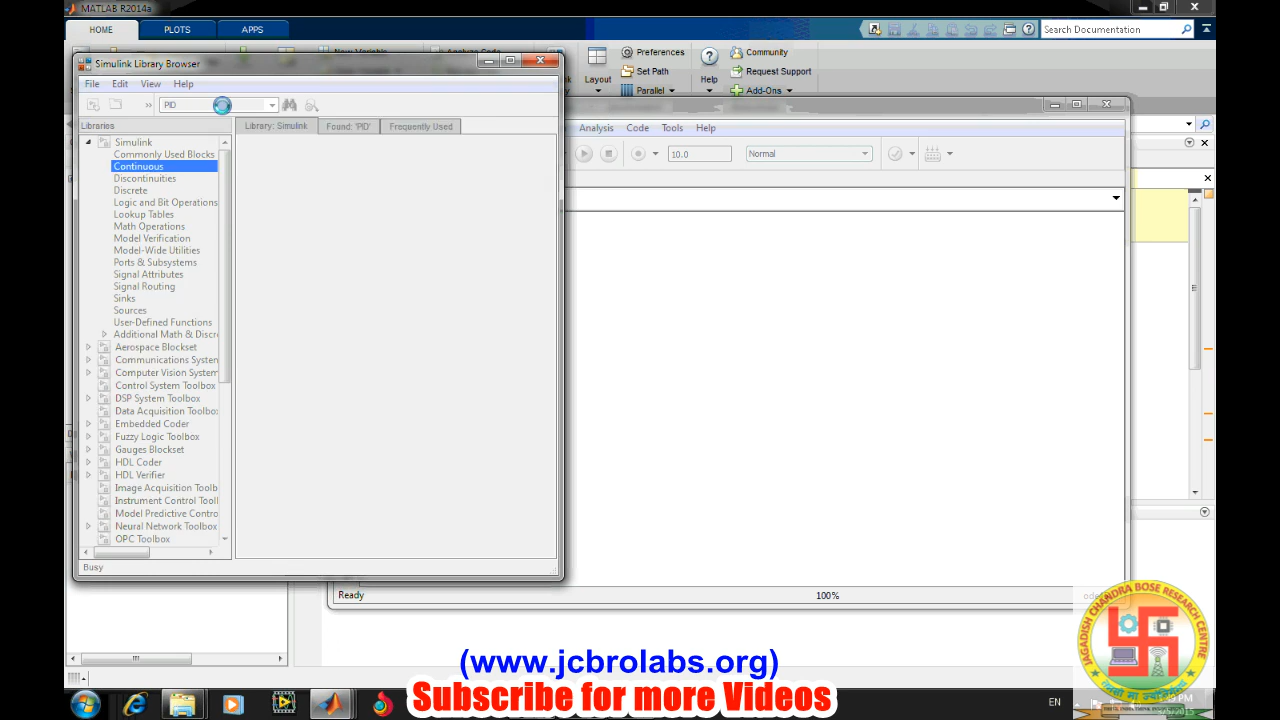 MATLAB R2014a
HOME
PLOTS
APPS
Search Documentation
New Variable
Analyze Code
Preferences
Community
Set Path
Request Support
Layout
Help
Parallel
Add-Ons
Simulink Library Browser
File Edit View Help
PID
Libraries
Library: Simulink
Found: 'PID'
Frequently Used
Simulink
Commonly Used Blocks
Continuous
Discontinuities
Discrete
Logic and Bit Operations
Lookup Tables
Math Operations
Model Verification
Model-Wide Utilities
Ports & Subsystems
Signal Attributes
Signal Routing
Sinks
Sources
User-Defined Functions
Additional Math & Discre
Aerospace Blockset
Communications System
Computer Vision System
Control System Toolbox
DSP System Toolbox
Data Acquisition Toolbox
Embedded Coder
Fuzzy Logic Toolbox
Gauges Blockset
HDL Coder
HDL Verifier
Image Acquisition Toolb
Instrument Control Tool
Model Predictive Contro
Neural Network Toolbox
OPC Toolbox
Busy
Analysis Code Tools Help
10.0
Normal
Ready
100%
(www.jcbrolabs.org)
Subscribe for more Videos
EN
JAGADISH CHANDRA BOSE RESEARCH CENTRE